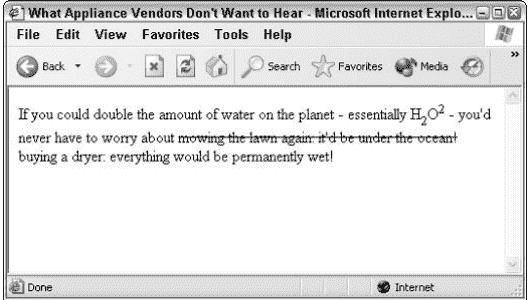 What Appliance Vendors Don't Want to Hear - Microsoft Internet Explo...
File Edit View Favorites Tools Help
Back Search Favorites Media »
If you could double the amount of water on the planet - essentially H₂O² - you'd
never have to worry about mowing the lawn again: it'd be under the ocean!
buying a dryer: everything would be permanently wet!
Done Internet